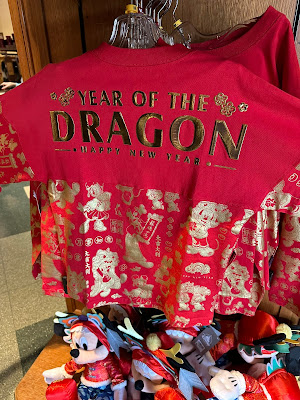 YEAR OF THE
DRAGON
• HAPPY NEW YEAR •